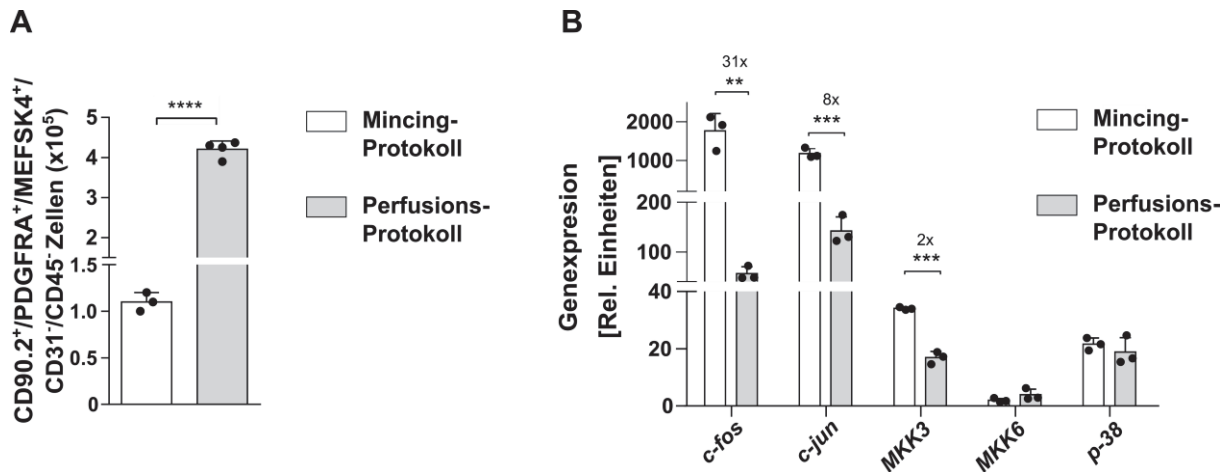 A
CD90.2⁺/PDGFRA⁺/MEFSK4⁺/
CD31⁻/CD45⁻ Zellen (x10⁵)
5
4
3
2
1.5
1.0
0.5
0
****
Mincing-
Protokoll
Perfusions-
Protokoll
B
Genexpresion
[Rel. Einheiten]
2000
1000
200
100
40
20
0
31x
**
8x
***
2x
***
c-fos
c-jun
MKK3
MKK6
p-38
Mincing-
Protokoll
Perfusions-
Protokoll